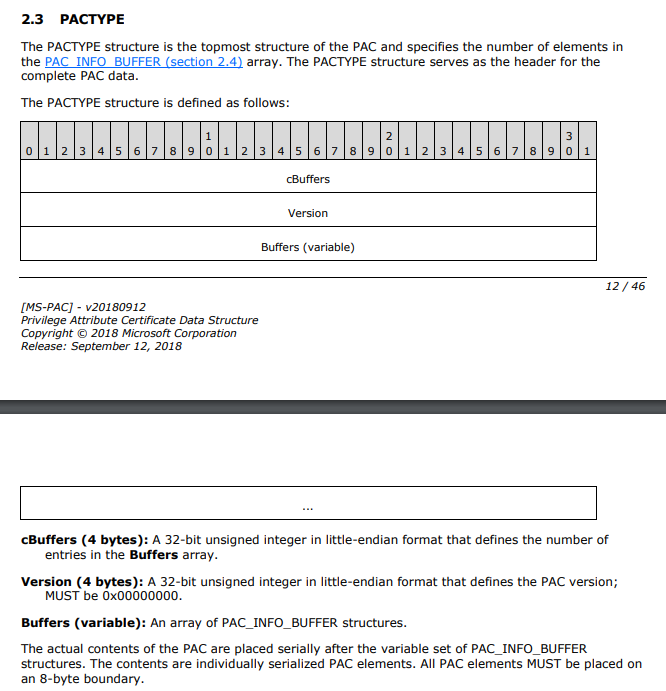 2.3 PACTYPE
The PACTYPE structure is the topmost structure of the PAC and specifies the number of elements in
the PAC_INFO_BUFFER (section 2.4) array. The PACTYPE structure serves as the header for the
complete PAC data.
The PACTYPE structure is defined as follows:
1 2 3
0 1 2 3 4 5 6 7 8 9 0 1 2 3 4 5 6 7 8 9 0 1 2 3 4 5 6 7 8 9 0 1
cBuffers
Version
Buffers (variable)
12 / 46
[MS-PAC] - v20180912
Privilege Attribute Certificate Data Structure
Copyright © 2018 Microsoft Corporation
Release: September 12, 2018
...
cBuffers (4 bytes): A 32-bit unsigned integer in little-endian format that defines the number of
entries in the Buffers array.
Version (4 bytes): A 32-bit unsigned integer in little-endian format that defines the PAC version;
MUST be 0x00000000.
Buffers (variable): An array of PAC_INFO_BUFFER structures.
The actual contents of the PAC are placed serially after the variable set of PAC_INFO_BUFFER
structures. The contents are individually serialized PAC elements. All PAC elements MUST be placed on
an 8-byte boundary.